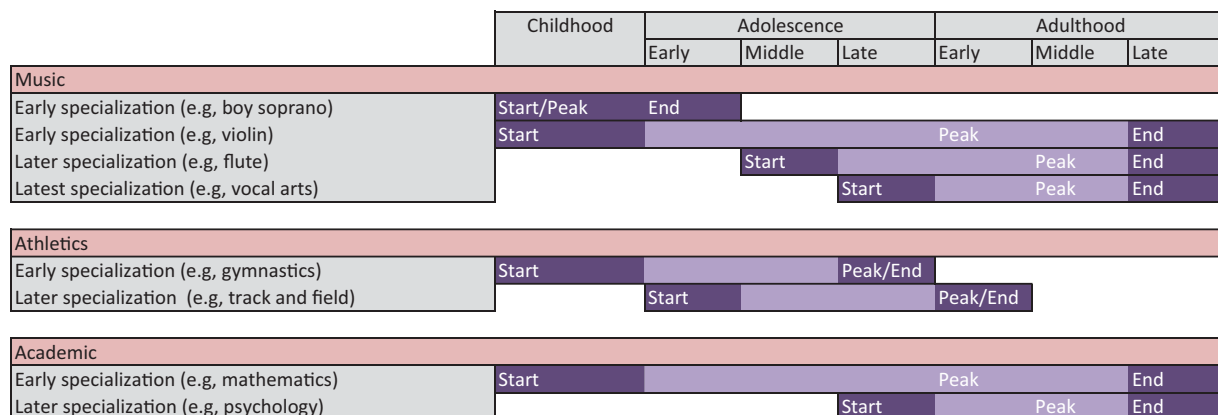 Childhood Adolescence Adulthood
Early Middle Late Early Middle Late
Music
Early specialization (e.g, boy soprano) Start/Peak End
Early specialization (e.g, violin) Start Peak End
Later specialization (e.g, flute) Start Peak End
Latest specialization (e.g, vocal arts) Start Peak End
Athletics
Early specialization (e.g, gymnastics) Start Peak/End
Later specialization (e.g, track and field) Start Peak/End
Academic
Early specialization (e.g, mathematics) Start Peak End
Later specialization (e.g, psychology) Start Peak End